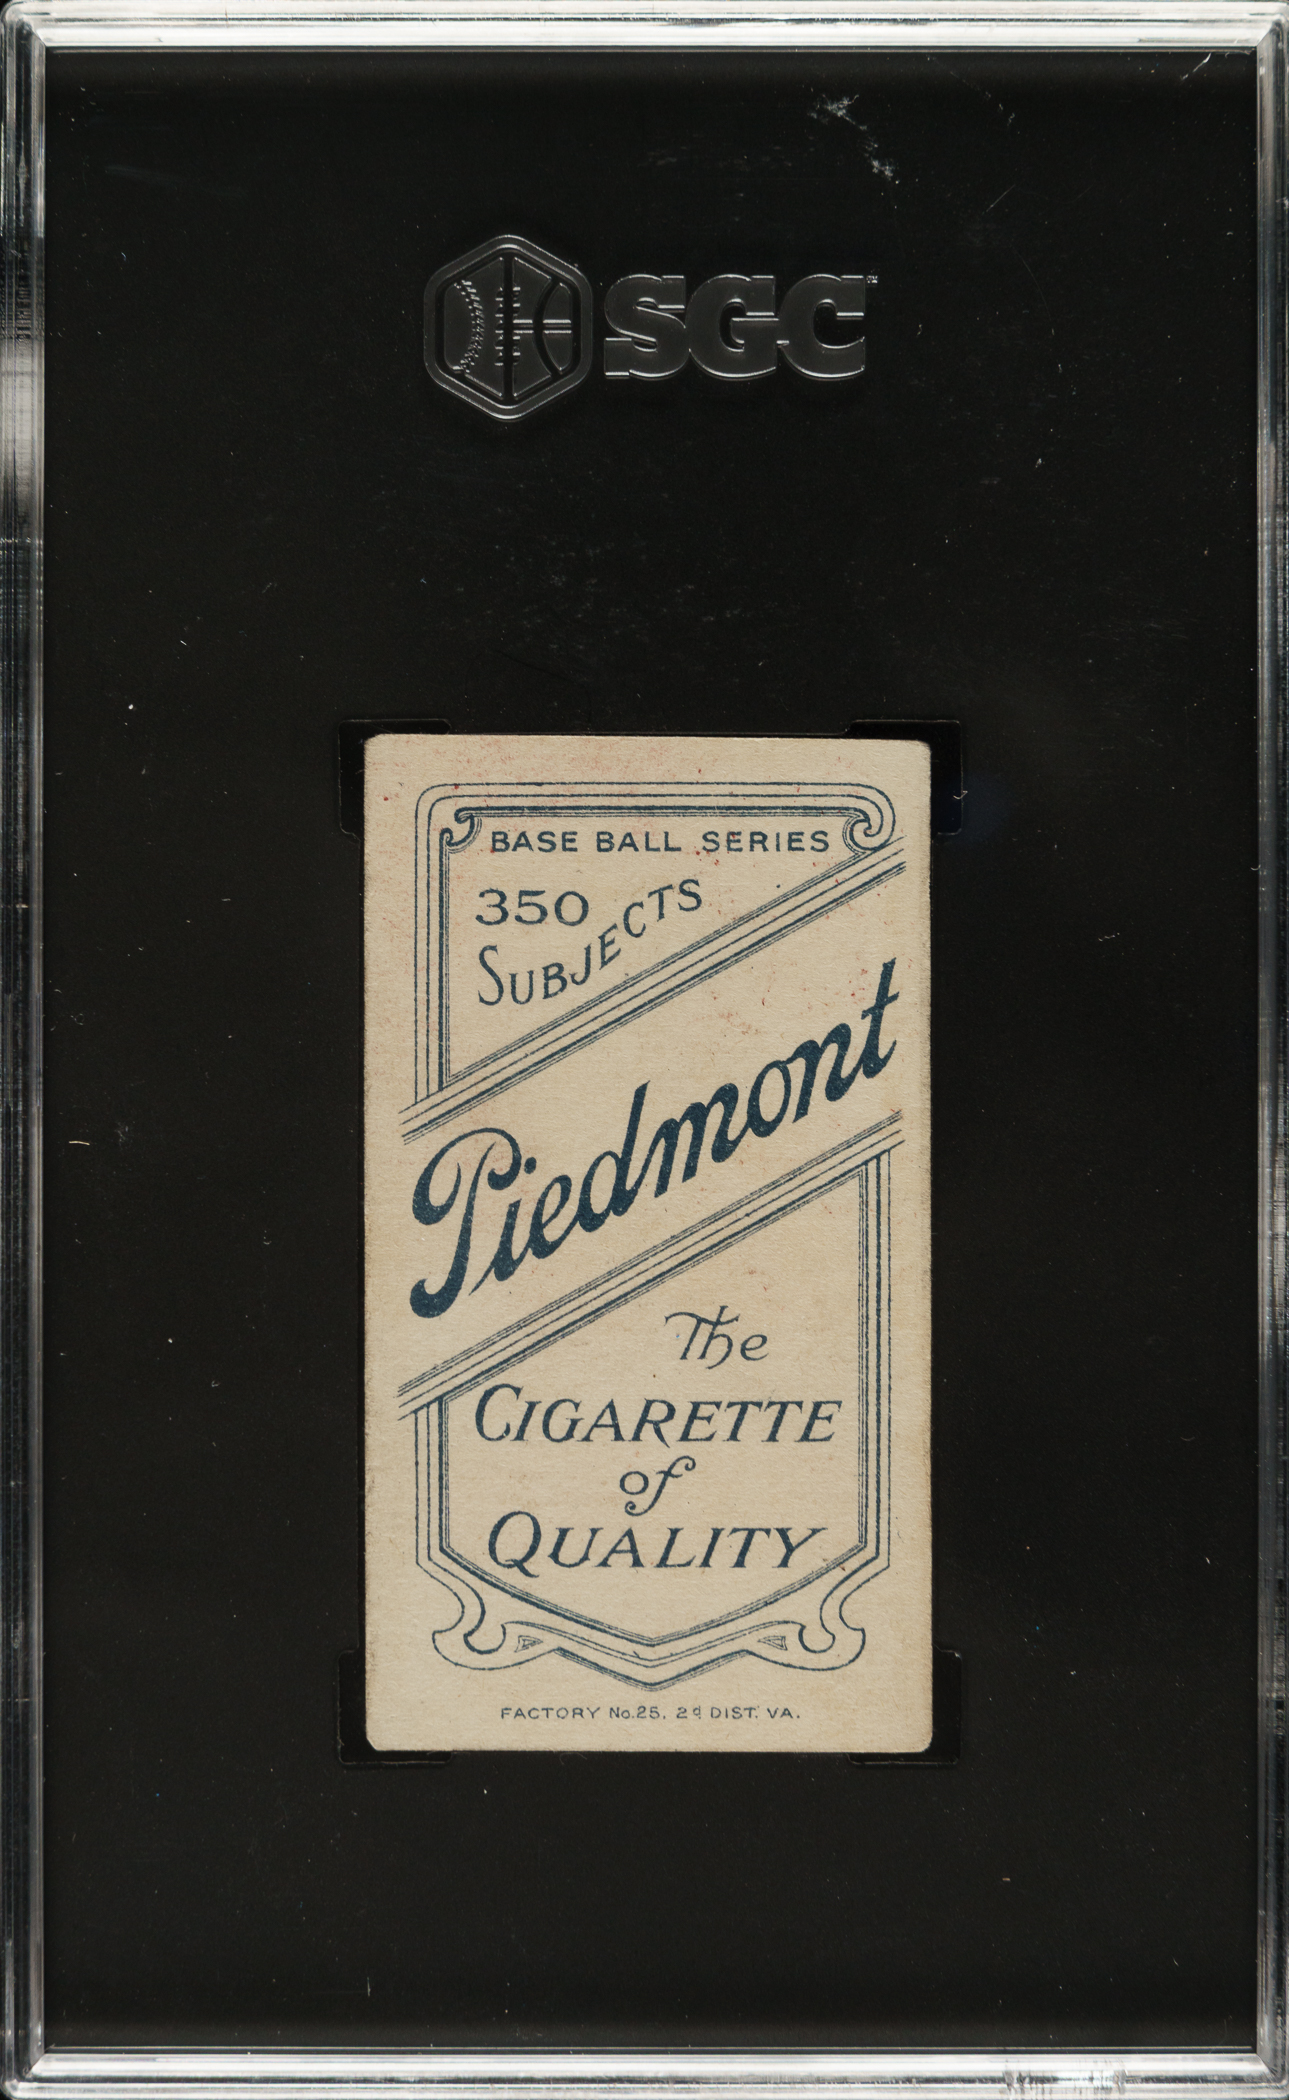 SGC
BASE BALL SERIES
350
SUBJECTS
Piedmont
The
CIGARETTE
of
QUALITY
FACTORY No.25, 2d DIST. VA.